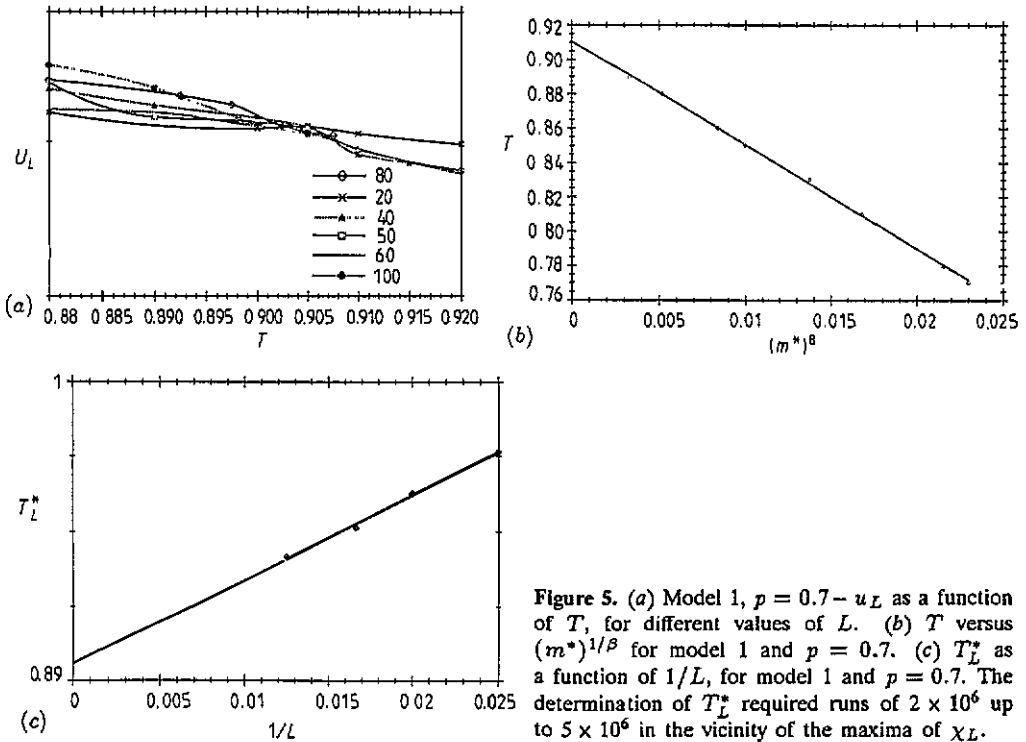 U_L
80
20
40
50
60
100
(a)
0 88 0 885 0.890 0.895 0 900 0.905 0 910 0.915 0.920
T
0.92
0.90
0.88
0.86
T
0 84
0.82
0.80
0.78
0.76
(b)
0 0.005 0.010 0.015 0.02 0.025
(m*)^8
1
T*_L
0.89
(c)
0 0.005 0.010 0.015 0.020 0.025
1/L
Figure 5. (a) Model 1, p = 0.7 – u_L as a function
of T, for different values of L. (b) T versus
(m*)^{1/β} for model 1 and p = 0.7. (c) T*_L as
a function of 1/L, for model 1 and p = 0.7. The
determination of T*_L required runs of 2 × 10^6 up
to 5 × 10^6 in the vicinity of the maxima of χ_L.